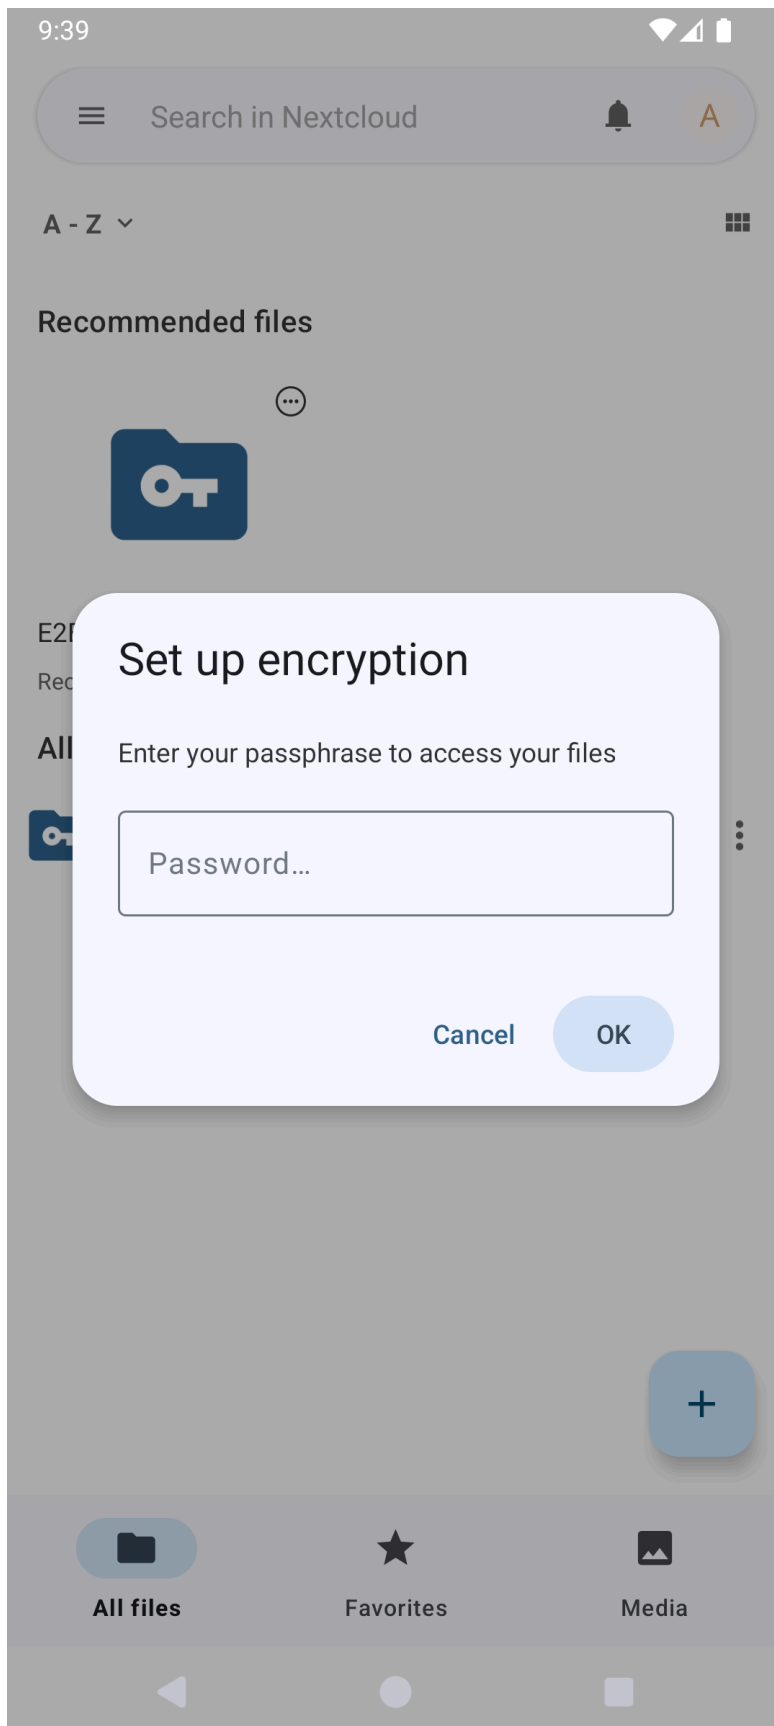 9:39
Search in Nextcloud
A
A - Z
Recommended files
Set up encryption
Enter your passphrase to access your files
All
Password…
Cancel
OK
All files
Favorites
Media